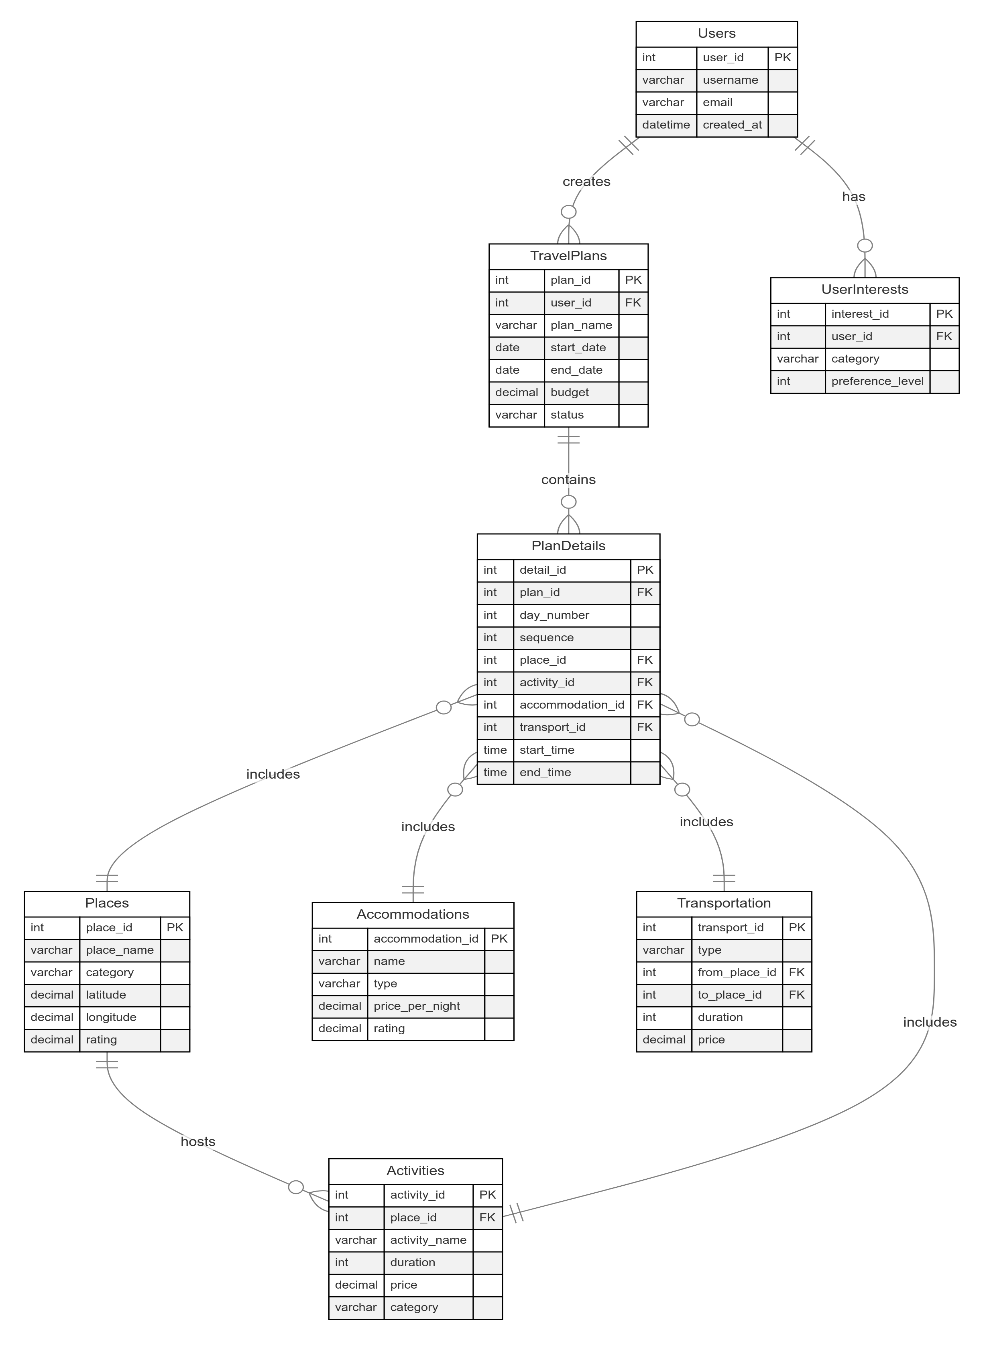 Users
int user_id PK
varchar username
varchar email
datetime created_at
creates
has
TravelPlans
int plan_id PK
int user_id FK
varchar plan_name
date start_date
date end_date
decimal budget
varchar status
UserInterests
int interest_id PK
int user_id FK
varchar category
int preference_level
contains
PlanDetails
int detail_id PK
int plan_id FK
int day_number
int sequence
int place_id FK
int activity_id FK
int accommodation_id FK
int transport_id FK
time start_time
time end_time
includes
includes
includes
Places
int place_id PK
varchar place_name
varchar category
decimal latitude
decimal longitude
decimal rating
Accommodations
int accommodation_id PK
varchar name
varchar type
decimal price_per_night
decimal rating
Transportation
int transport_id PK
varchar type
int from_place_id FK
int to_place_id FK
int duration
decimal price
includes
hosts
Activities
int activity_id PK
int place_id FK
varchar activity_name
int duration
decimal price
varchar category